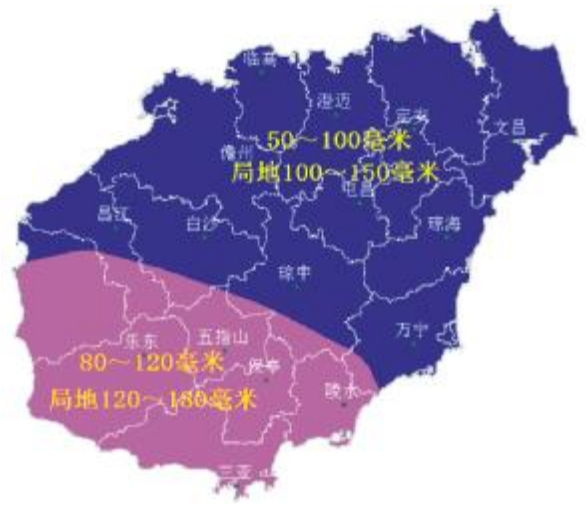 临高
澄迈
定安
文昌
50～100毫米
儋州
局地100～150毫米
屯昌
昌江
白沙
琼海
琼中
万宁
乐东
五指山
80～120毫米
保亭
陵水
局地120～180毫米
三亚